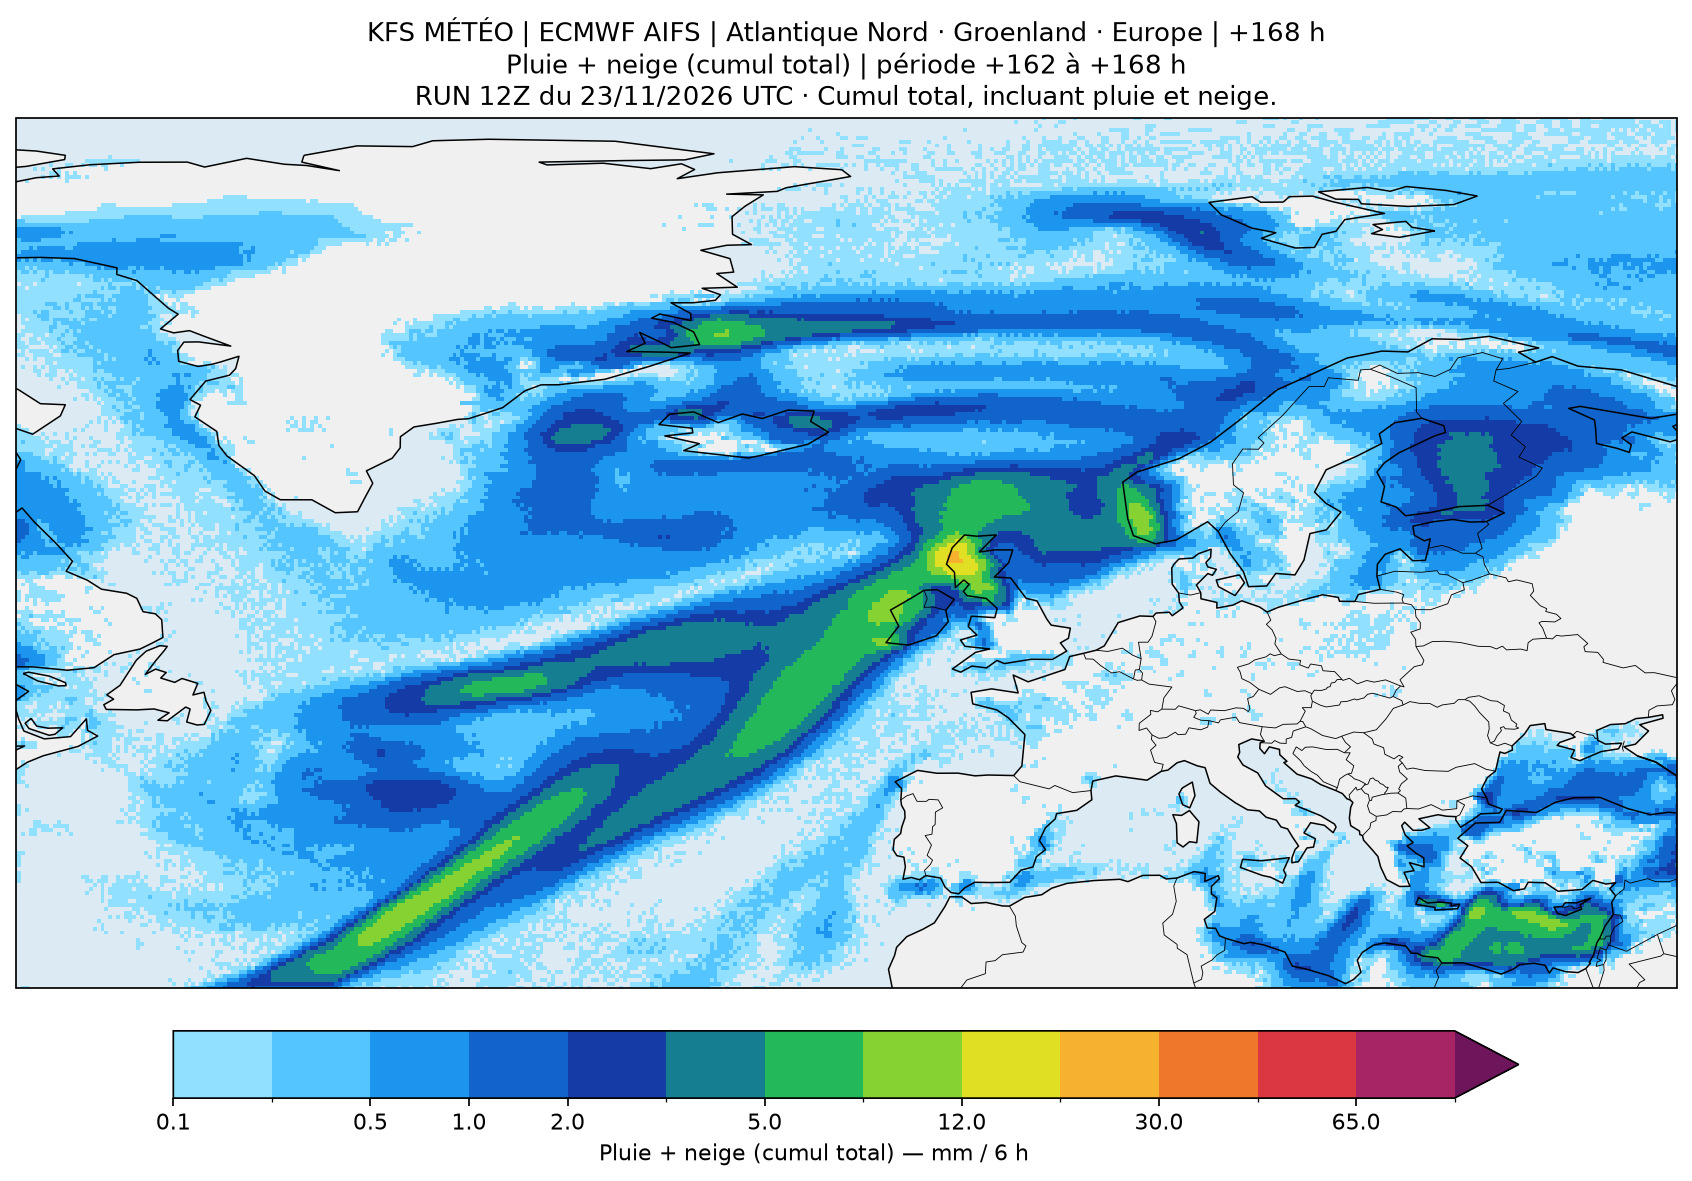 KFS MÉTÉO | ECMWF AIFS | Atlantique Nord · Groenland · Europe | +168 h
Pluie + neige (cumul total) | période +162 à +168 h
RUN 12Z du 23/11/2026 UTC · Cumul total, incluant pluie et neige.
0.1 0.5 1.0 2.0 5.0 12.0 30.0 65.0
Pluie + neige (cumul total) — mm / 6 h